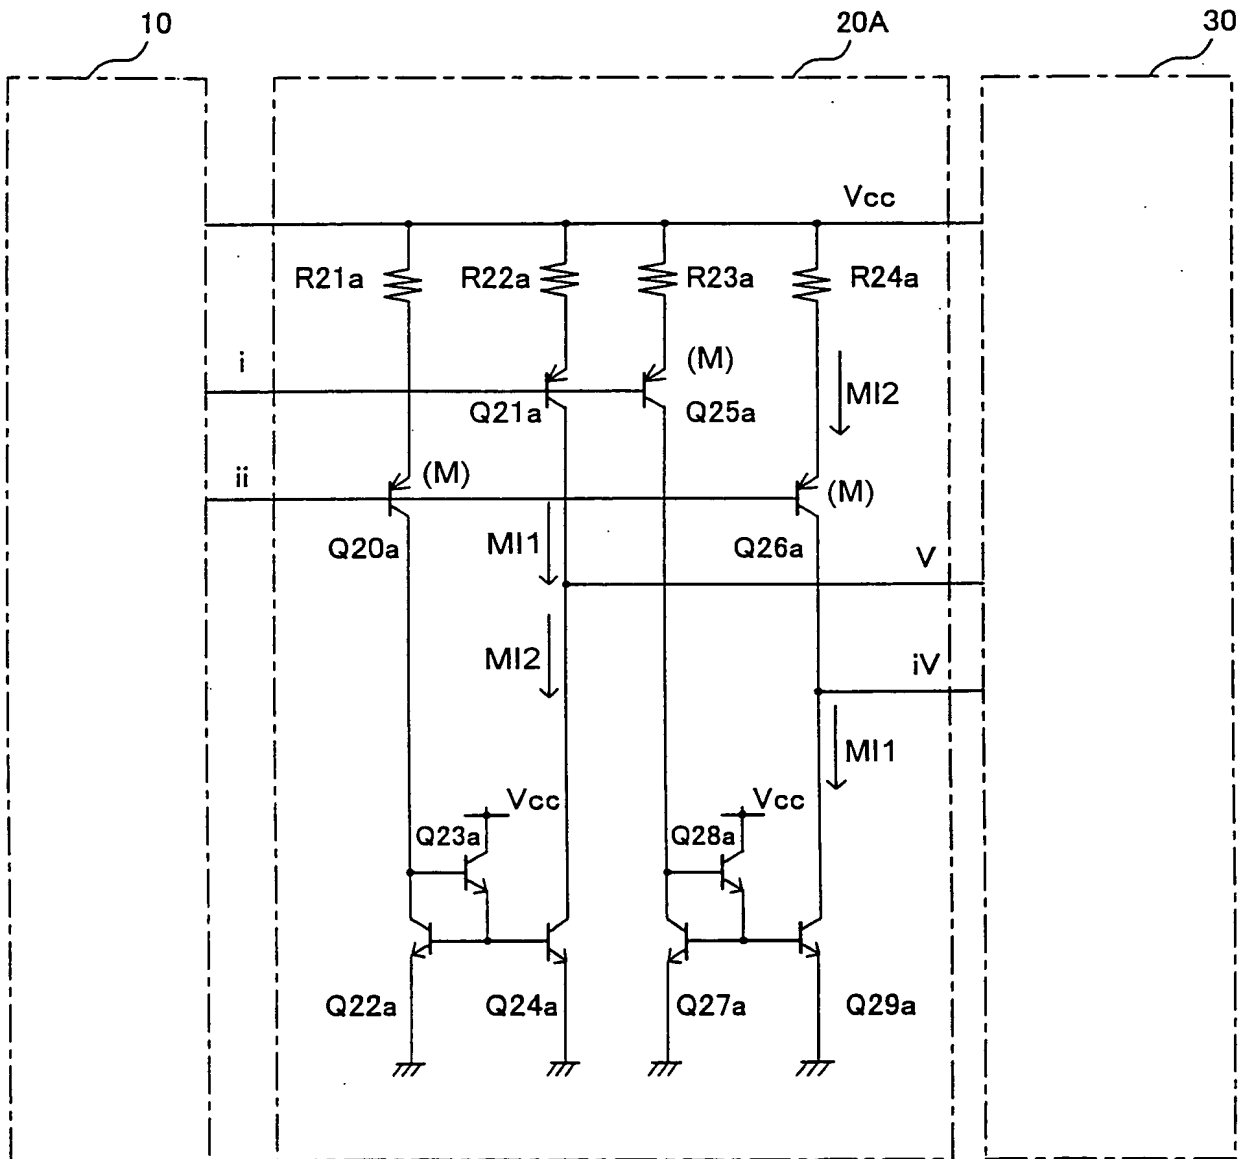 10
20A
30
Vcc
R21a
R22a
R23a
R24a
i
(M)
MI2
Q21a
Q25a
ii
(M)
(M)
Q20a
MI1
Q26a
V
MI2
iV
MI1
Vcc
Vcc
Q23a
Q28a
Q22a
Q24a
Q27a
Q29a